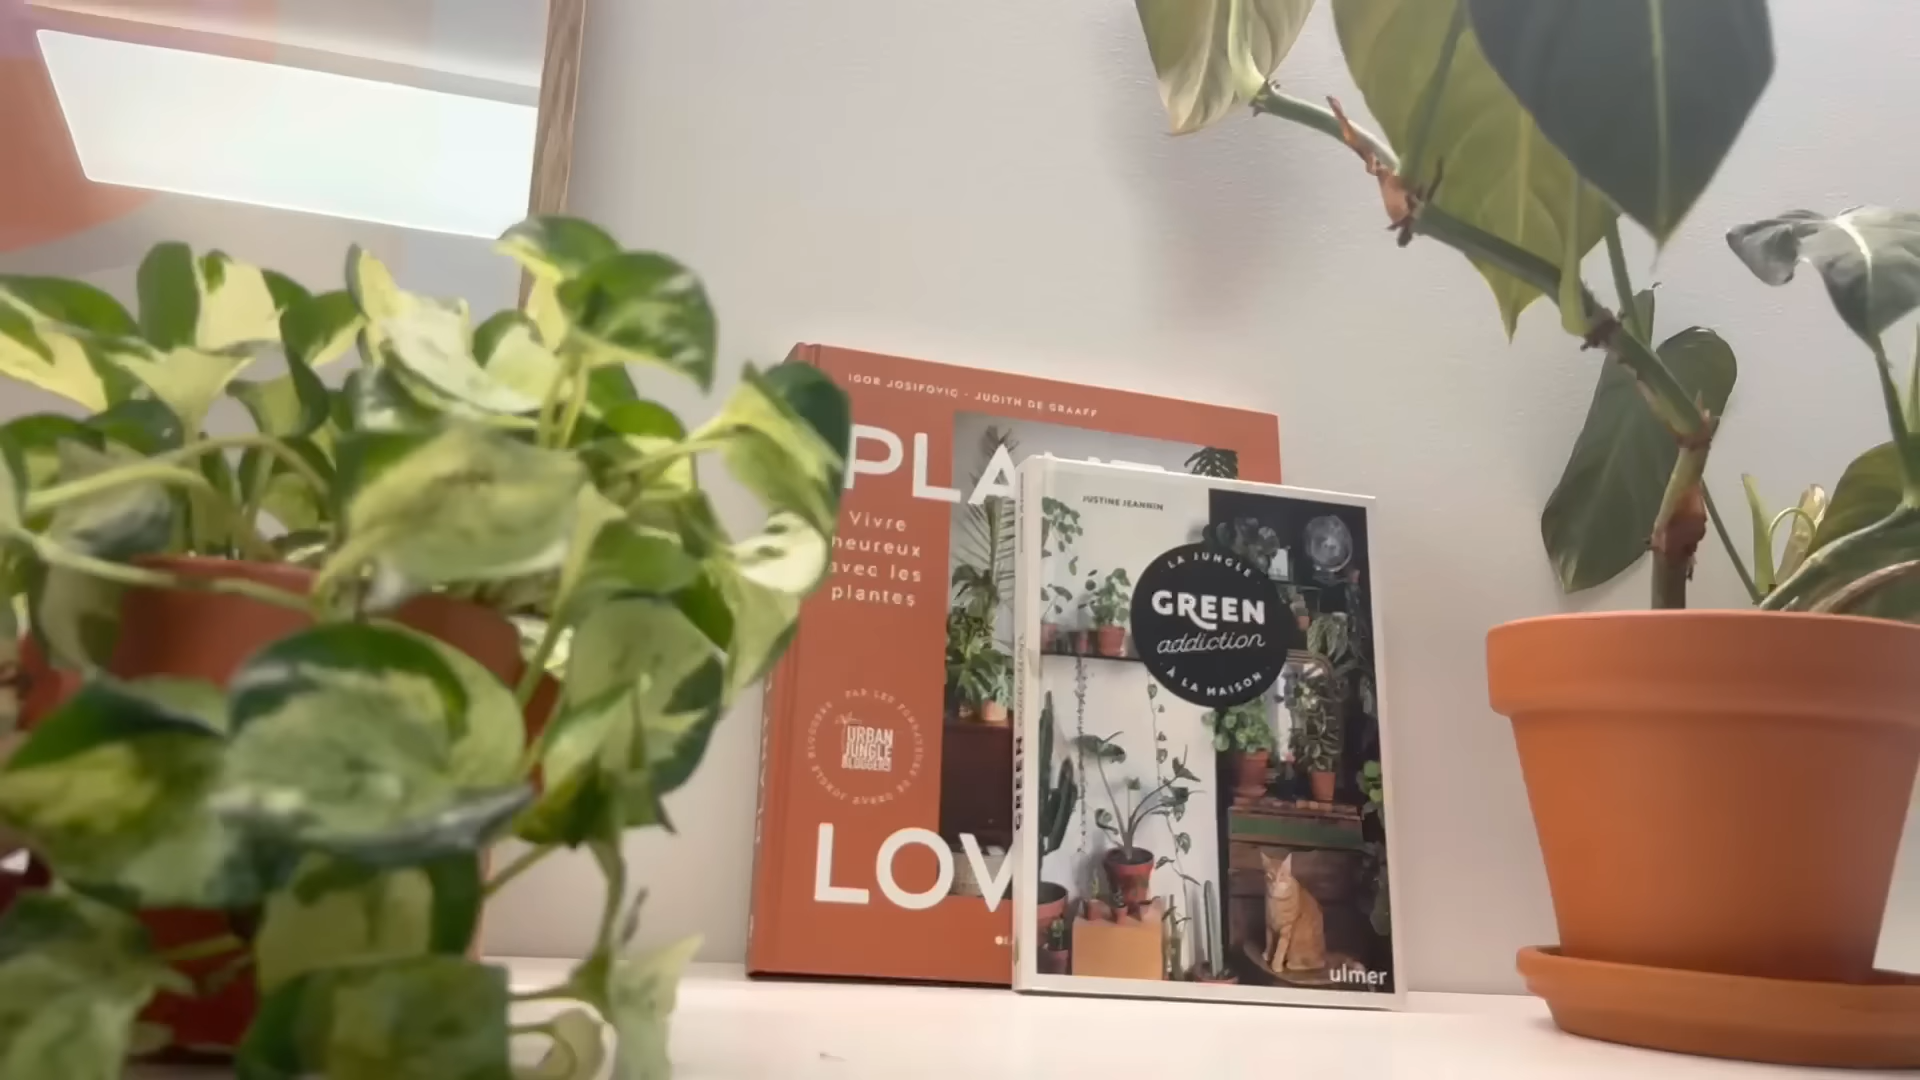 IGOR JOSIFOVIC - JUDITH DE GRAAFF
PLA
Vivre
heureux
avec les
plantes
URBAN
JUNGLE
BLOGGERS
LOV
JUSTINE JEANNIN
LA JUNGLE
GREEN
addiction
À LA MAISON
ulmer
GREEN